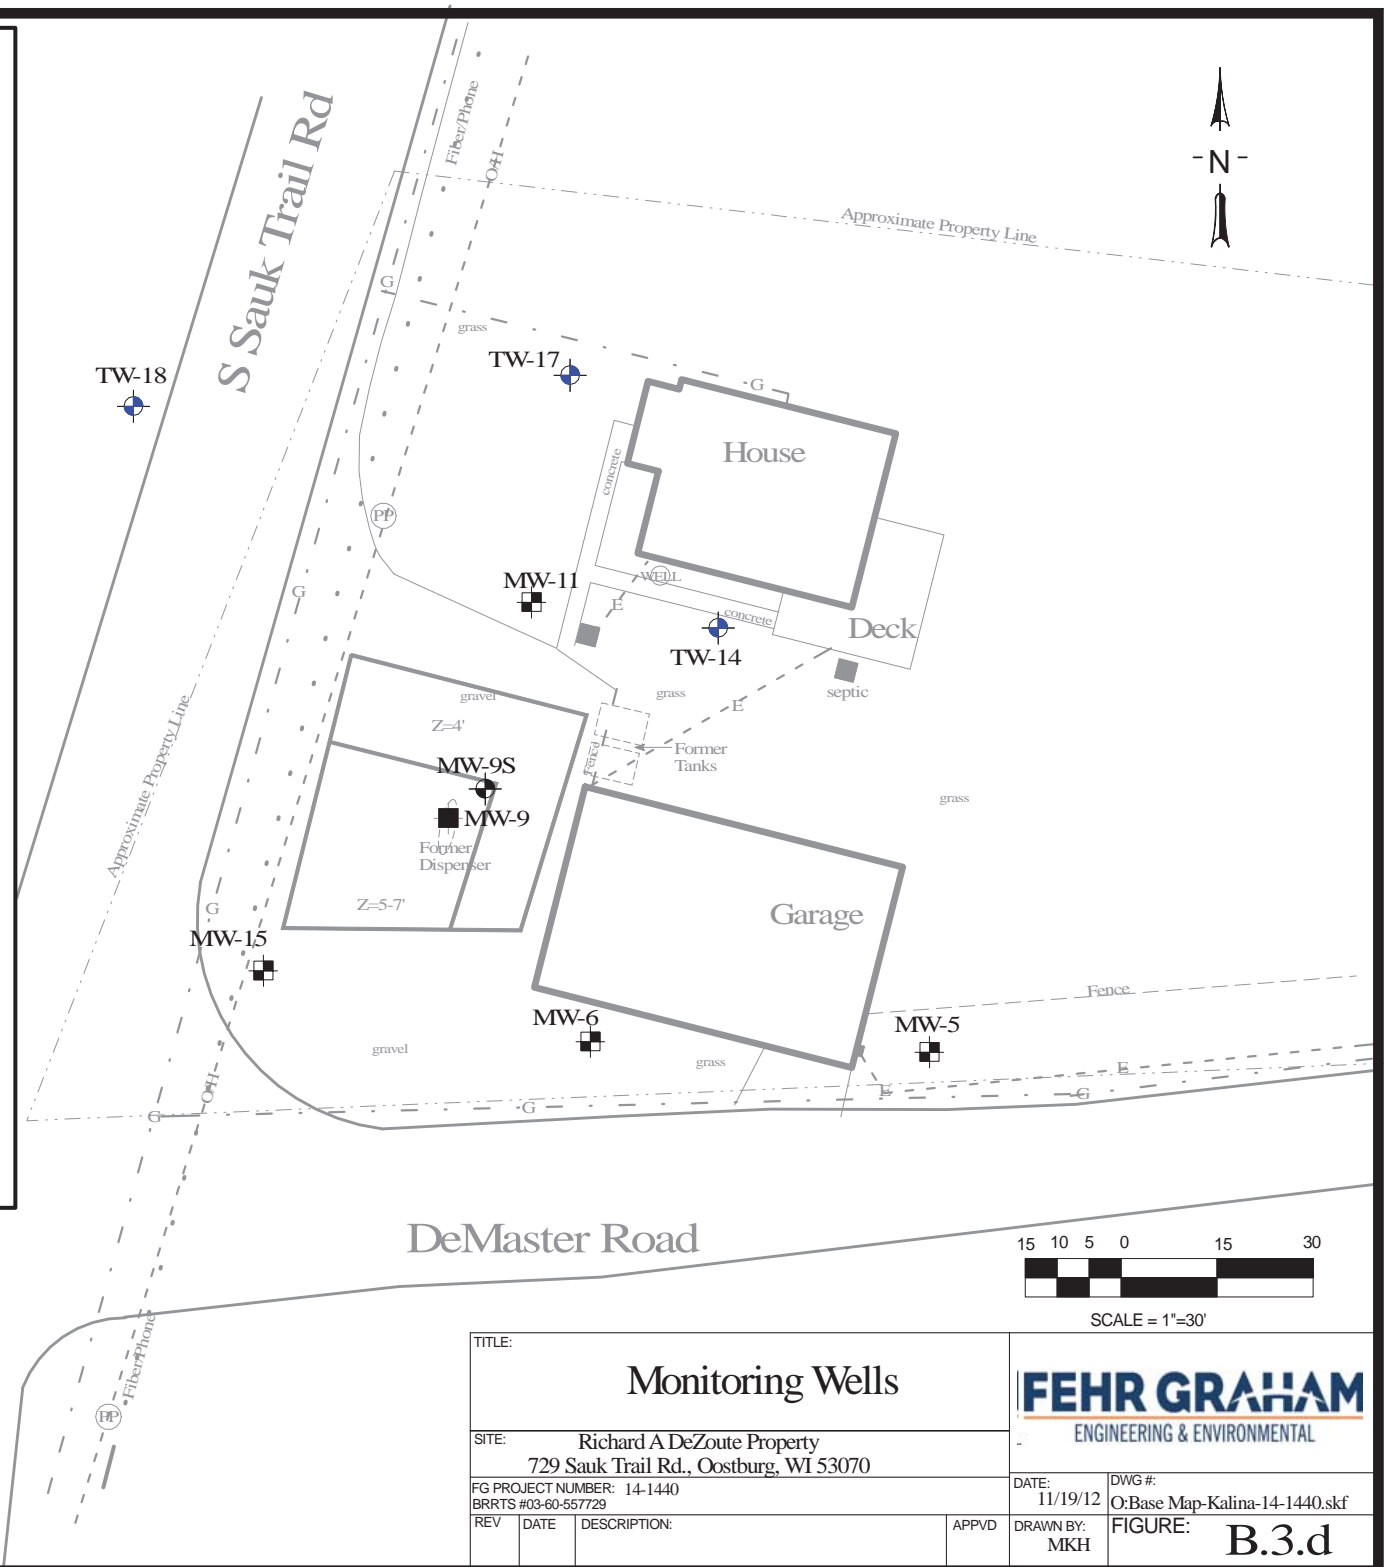 S Sauk Trail Rd
Fiber/Phone
O/H
-N-
Approximate Property Line
G
grass
TW-17
TW-18
G
House
concrete
PP
WELL
MW-11
E
concrete
TW-14
Deck
G
septic
gravel
grass
E
Z=4'
Fence
Former
Tanks
Approximate Property Line
MW-9S
MW-9
Former
Dispenser
grass
Z=5-7'
G
Garage
MW-15
Fence
MW-6
MW-5
gravel
grass
E
O/H
E
G
G
G
DeMaster Road
15 10 5 0 15 30
SCALE = 1"=30'
Fiber/Phone
PP
TITLE:
Monitoring Wells
FEHR GRAHAM
ENGINEERING & ENVIRONMENTAL
SITE: Richard A DeZoute Property
729 Sauk Trail Rd., Oostburg, WI 53070
FG PROJECT NUMBER: 14-1440
BRRTS #03-60-557729
DATE: 11/19/12
DWG #:
O:Base Map-Kalina-14-1440.skf
REV DATE DESCRIPTION: APPVD
DRAWN BY:
MKH
FIGURE: B.3.d